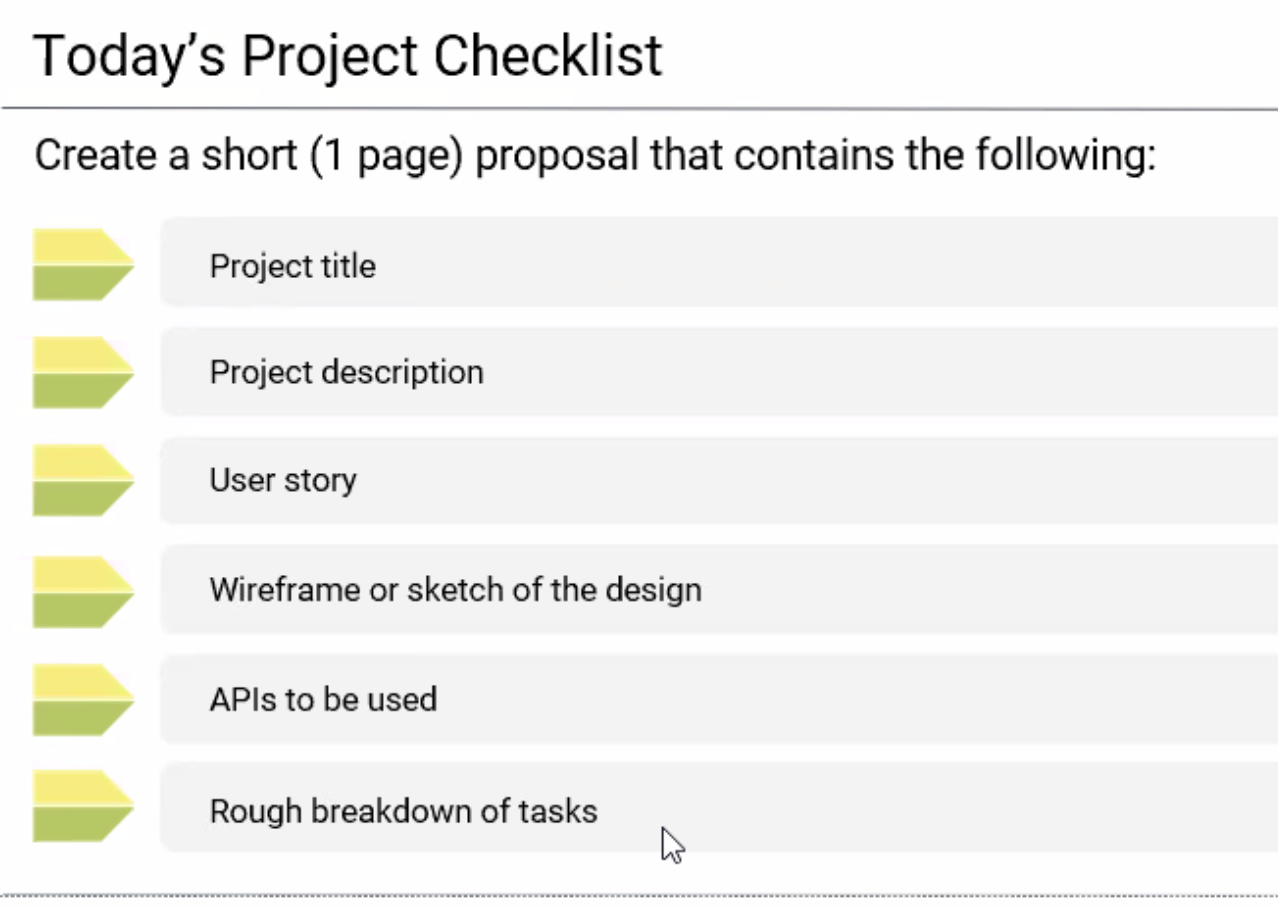 Today’s Project Checklist
Create a short (1 page) proposal that contains the following:
Project title
Project description
User story
Wireframe or sketch of the design
APIs to be used
Rough breakdown of tasks